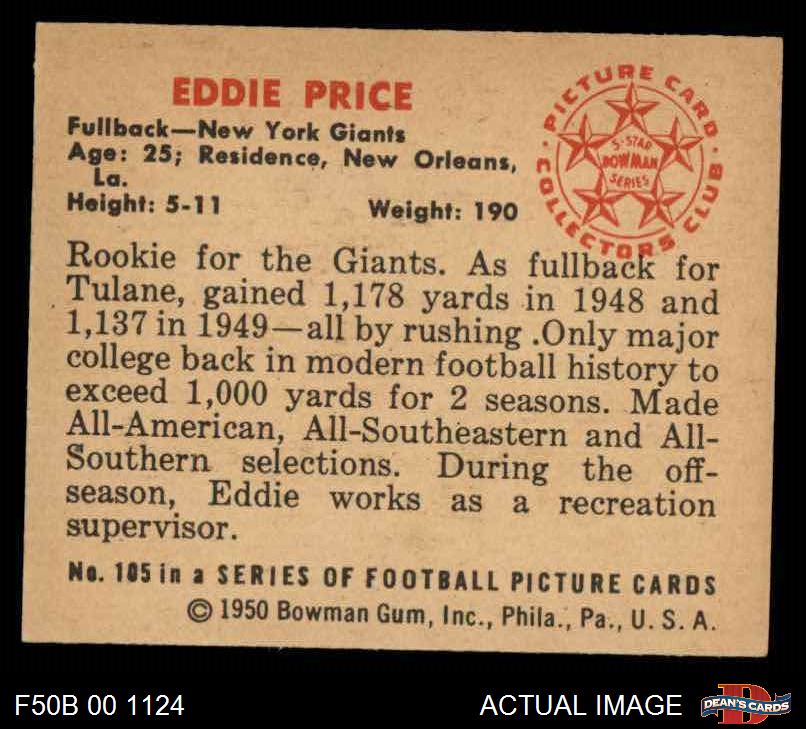 EDDIE PRICE
Fullback—New York Giants
Age: 25; Residence, New Orleans,
La.
Height: 5-11 Weight: 190
PICTURE CARD
COLLECTORS CLUB
5-STAR
BOWMAN
SERIES
Rookie for the Giants. As fullback for
Tulane, gained 1,178 yards in 1948 and
1,137 in 1949—all by rushing .Only major
college back in modern football history to
exceed 1,000 yards for 2 seasons. Made
All-American, All-Southeastern and All-
Southern selections. During the off-
season, Eddie works as a recreation
supervisor.
No. 105 in a SERIES OF FOOTBALL PICTURE CARDS
© 1950 Bowman Gum, Inc., Phila., Pa., U. S. A.
F50B 00 1124 ACTUAL IMAGE
D
DEAN'S CARDS